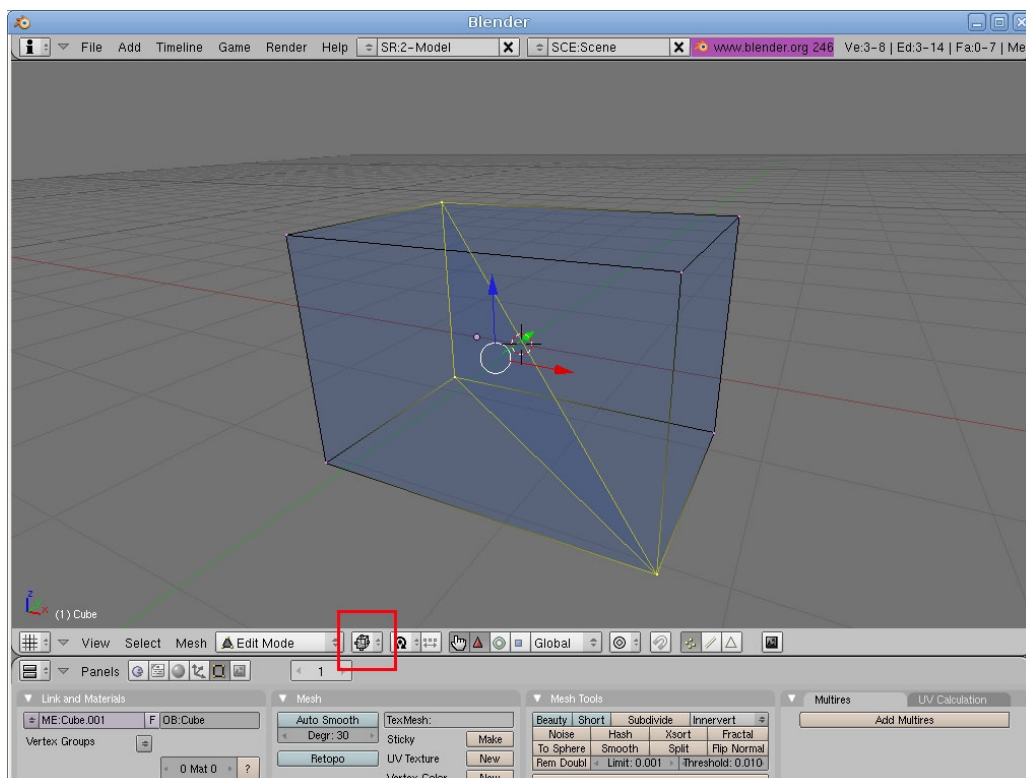 Blender
File Add Timeline Game Render Help SR:2-Model X SCE:Scene X www.blender.org 246 Ve:3-8 | Ed:3-14 | Fa:0-7 | Me
z
x
(1) Cube
View Select Mesh Edit Mode Global
Panels 1
Link and Materials Mesh Mesh Tools Multires UV Calculation
ME:Cube.001 F OB:Cube Auto Smooth TexMesh: Beauty Short Subdivide Innervert Add Multires
Vertex Groups Degr: 30 Sticky Make Noise Hash Xsort Fractal
To Sphere Smooth Split Flip Normal
0 Mat 0 ? Retopo UV Texture New Rem Doubl Limit: 0.001 Threshold: 0.010
Vertex Color New